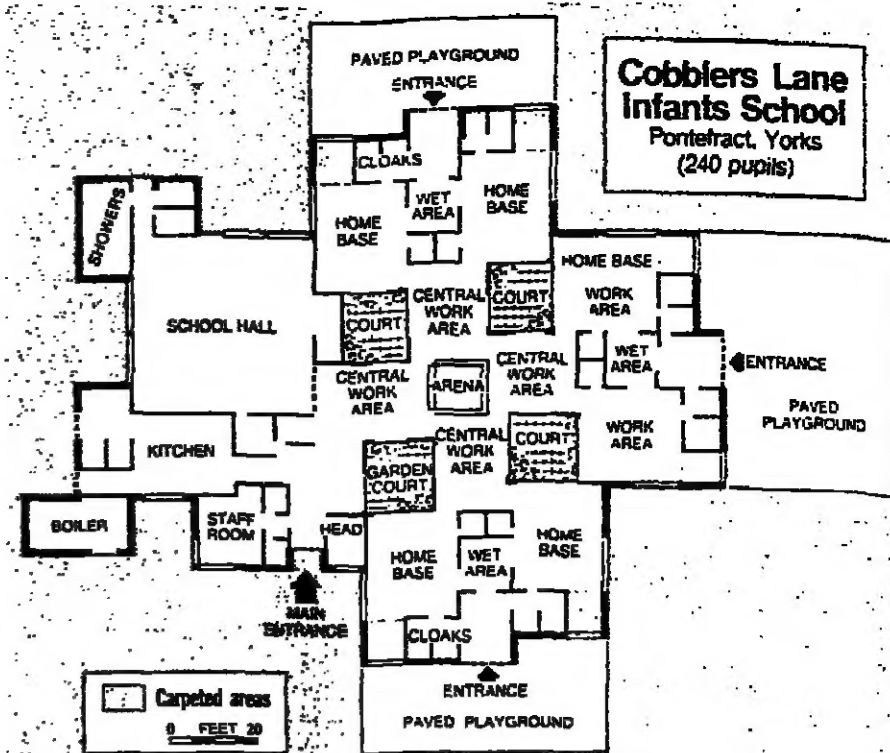 PAVED PLAYGROUND
ENTRANCE
Cobblers Lane
Infants School
Pontefract. Yorks
(240 pupils)
CLOAKS
WET
AREA
HOME
BASE
HOME
BASE
SHOWERS
HOME BASE
WORK
AREA
CENTRAL
WORK
AREA
COURT
COURT
SCHOOL HALL
WET
AREA
ENTRANCE
CENTRAL
WORK
AREA
ARENA
CENTRAL
WORK
AREA
PAVED
PLAYGROUND
WORK
AREA
CENTRAL
WORK
AREA
COURT
KITCHEN
GARDEN
COURT
BOILER
STAFF
ROOM
HEAD
HOME
BASE
WET
AREA
HOME
BASE
MAIN
ENTRANCE
CLOAKS
ENTRANCE
PAVED PLAYGROUND
Carpeted areas
0 FEET 20